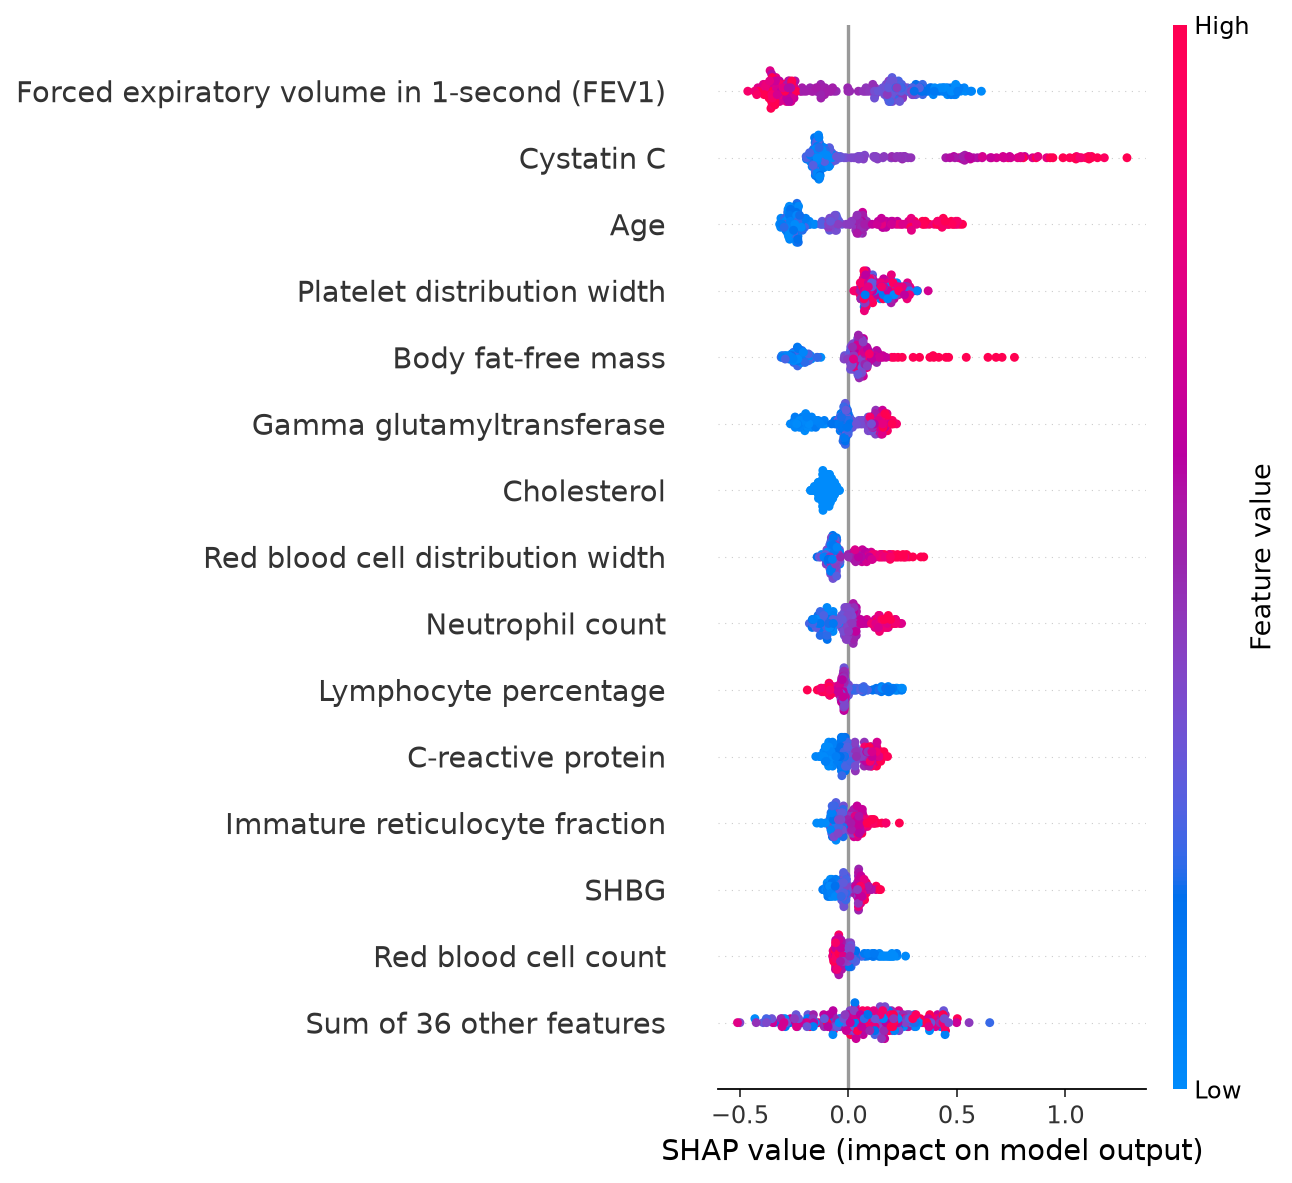 High
Forced expiratory volume in 1-second (FEV1)
Cystatin C
Age
Platelet distribution width
Body fat-free mass
Gamma glutamyltransferase
Cholesterol
Red blood cell distribution width
Neutrophil count
Lymphocyte percentage
C-reactive protein
Immature reticulocyte fraction
SHBG
Red blood cell count
Sum of 36 other features
Feature value
Low
−0.5 0.0 0.5 1.0
SHAP value (impact on model output)